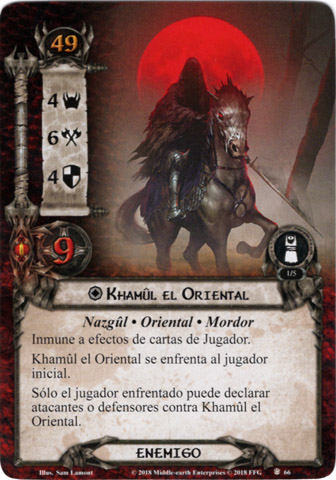 49
4
6
4
9
1/5
Khamûl el Oriental
Nazgûl • Oriental • Mordor
Inmune a efectos de cartas de Jugador.
Khamûl el Oriental se enfrenta al jugador
inicial.
Sólo el jugador enfrentado puede declarar
atacantes o defensores contra Khamûl el
Oriental.
ENEMIGO
Illus. Sam Lamont © 2018 Middle-earth Enterprises © 2018 FFG 66